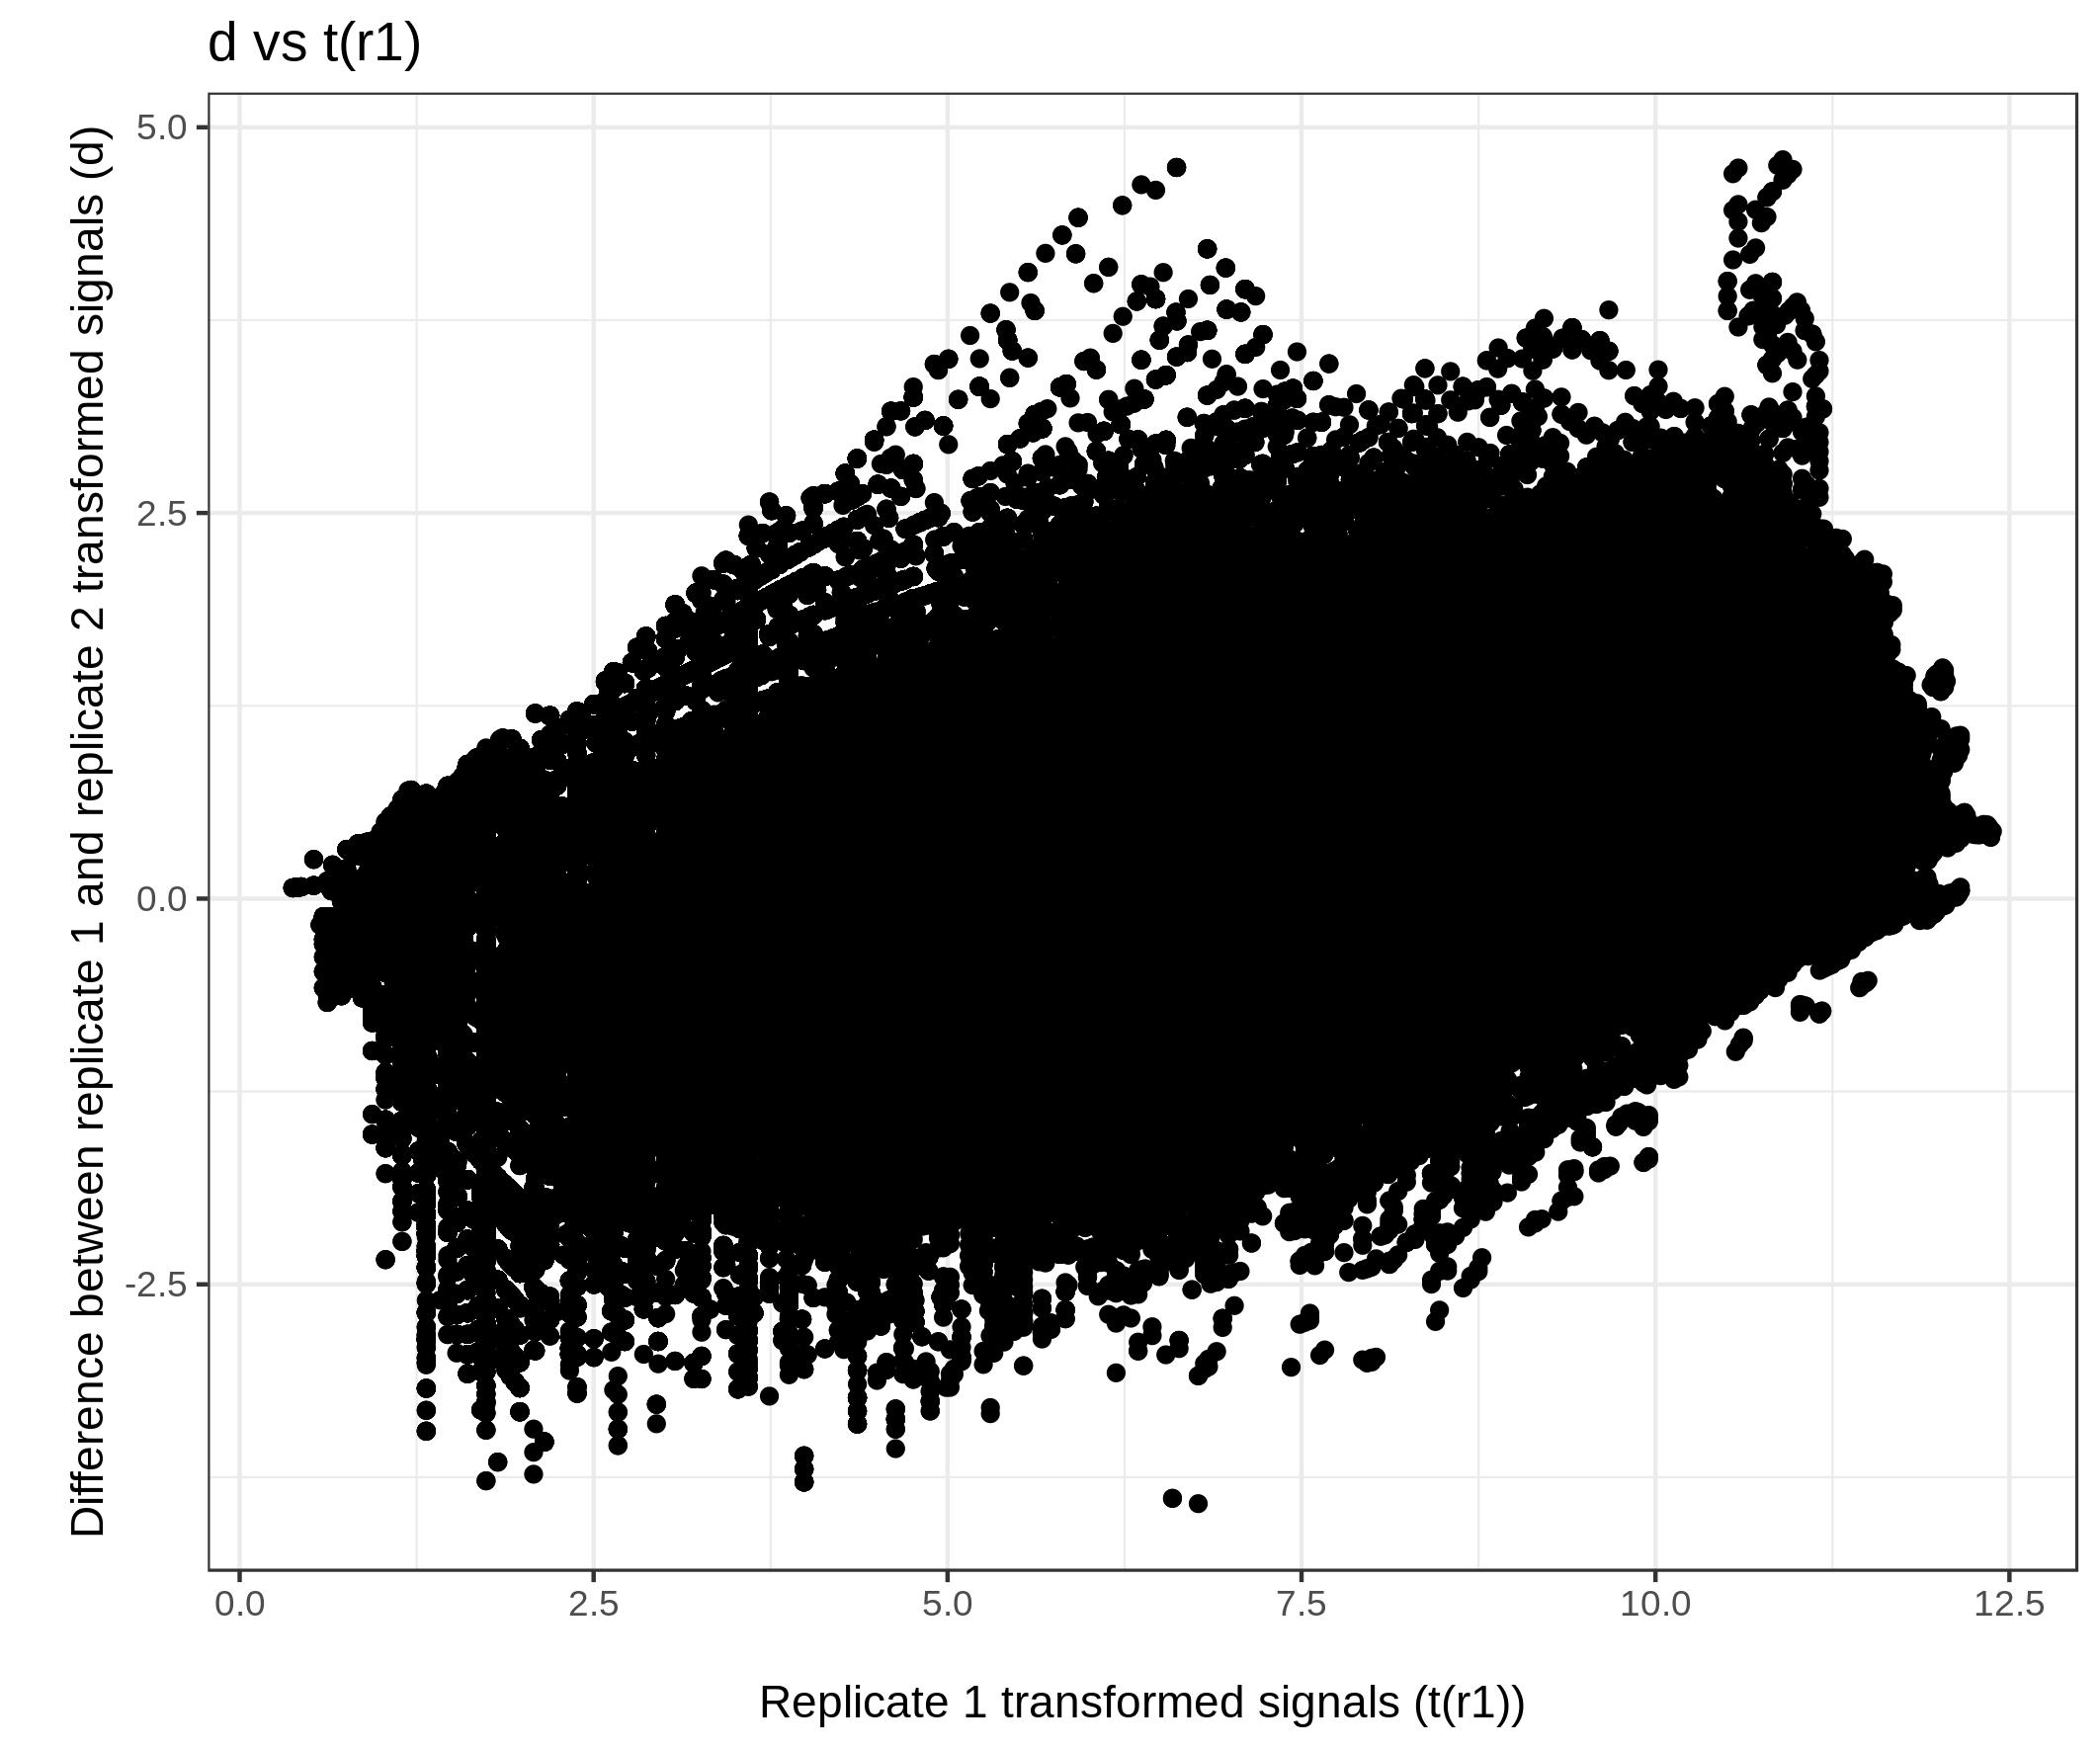 d vs t(r1)
Difference between replicate 1 and replicate 2 transformed signals (d)
5.0
2.5
0.0
-2.5
0.0 2.5 5.0 7.5 10.0 12.5
Replicate 1 transformed signals (t(r1))